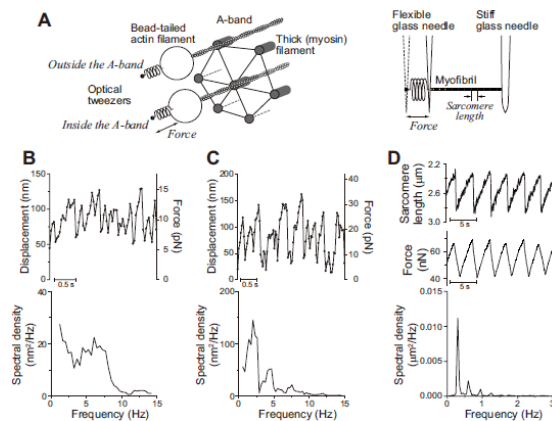 A
Bead-tailed
actin filament
A-band
Thick (myosin)
filament
Outside the A-band
Optical
tweezers
Inside the A-band
Force
Flexible
glass needle
Stiff
glass needle
Myofibril
Sarcomere
length
Force
B
Displacement (nm)
150
100
50
0
15
10
5
0
Force (pN)
0.5 s
Spectral density
(nm²/Hz)
40
20
0
0
5
10
15
Frequency (Hz)
C
Displacement (nm)
200
150
100
50
0
40
30
20
10
0
Force (pN)
0.5 s
Spectral density
(nm²/Hz)
200
100
0
0
5
10
15
Frequency (Hz)
D
Sarcomere
length (μm)
2.2
2.6
3.0
5 s
Force
(nN)
80
60
40
5 s
Spectral density
(μm²/Hz)
0.015
0.010
0.005
0.000
0
1
2
3
Frequency (Hz)